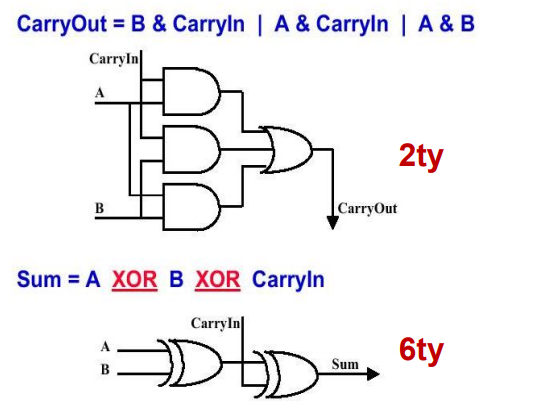 CarryOut = B & CarryIn | A & CarryIn | A & B
CarryIn
A
2ty
B
CarryOut
Sum = A XOR B XOR CarryIn
CarryIn
A
6ty
B
Sum